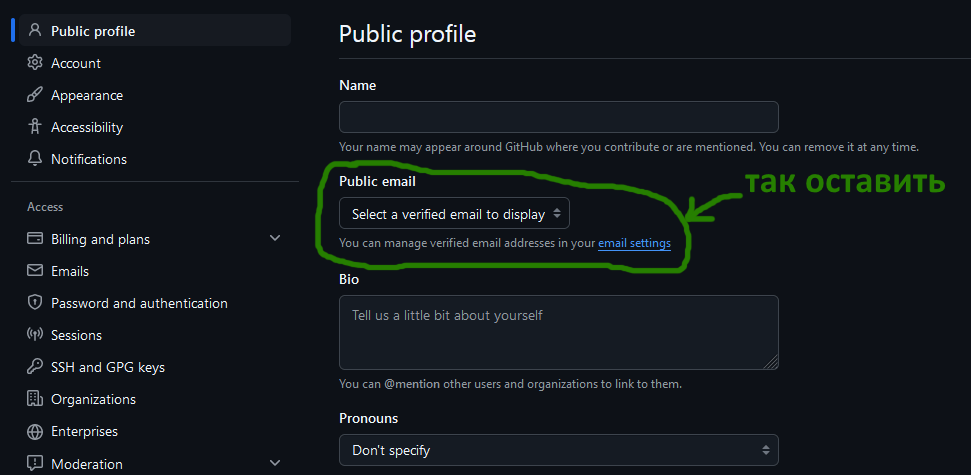 Public profile
Account
Appearance
Accessibility
Notifications
Access
Billing and plans
Emails
Password and authentication
Sessions
SSH and GPG keys
Organizations
Enterprises
Moderation
Public profile
Name
Your name may appear around GitHub where you contribute or are mentioned. You can remove it at any time.
Public email
так оставить
Select a verified email to display
You can manage verified email addresses in your email settings
Bio
Tell us a little bit about yourself
You can @mention other users and organizations to link to them.
Pronouns
Don't specify